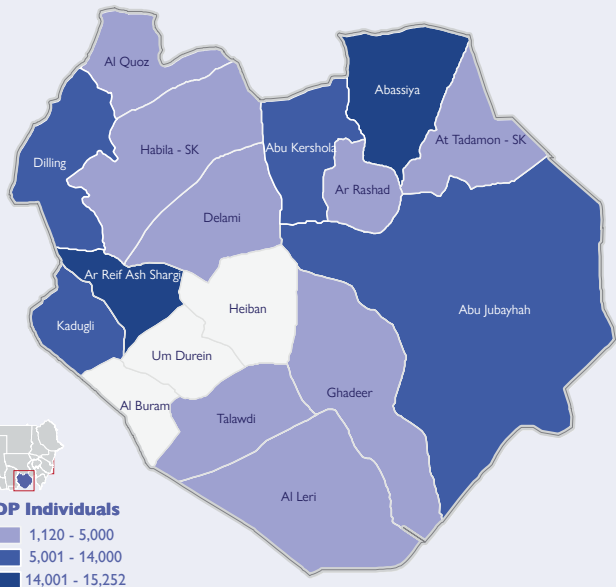 Al Quoz
Abassiya
Dilling
Habila - SK
Abu Kershola
At Tadamon - SK
Ar Rashad
Delami
Ar Reif Ash Shargi
Heiban
Abu Jubayhah
Kadugli
Um Durein
Al Buram
Ghadeer
Talawdi
Al Leri
DP Individuals
1,120 - 5,000
5,001 - 14,000
14,001 - 15,252